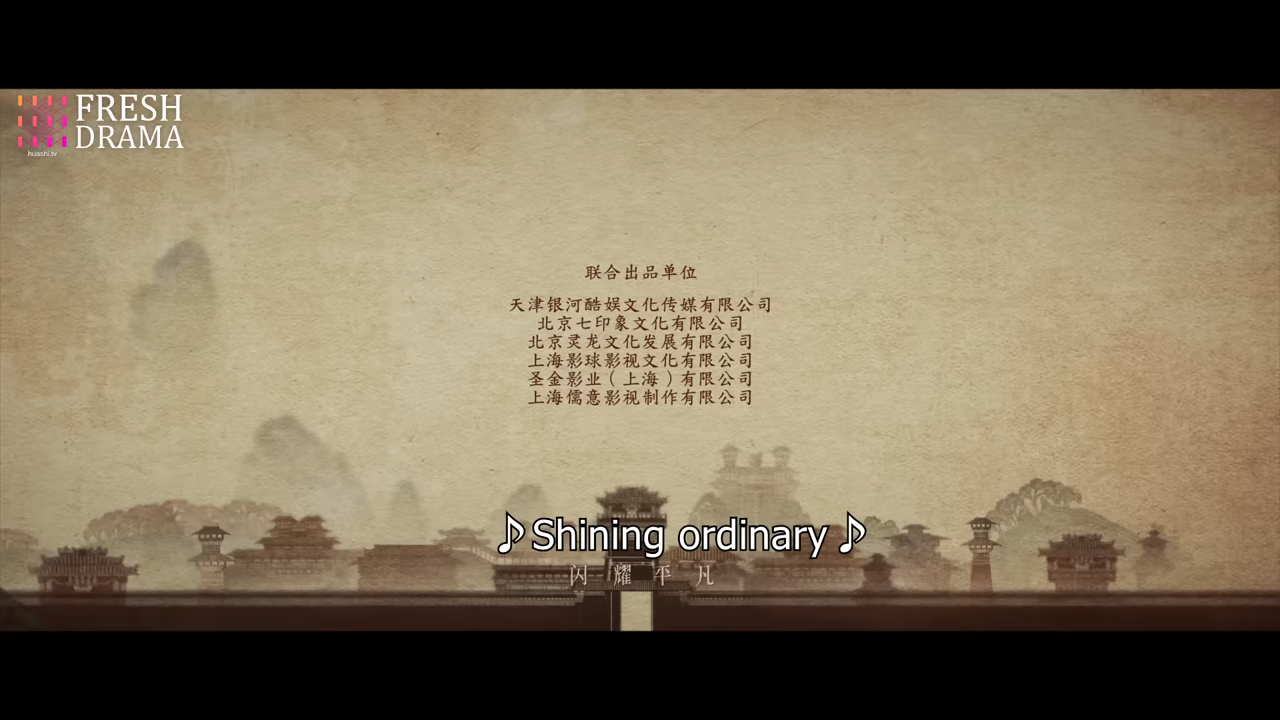 FRESH
DRAMA
huashi.tv
联合出品单位
天津银河酷娱文化传媒有限公司
北京七印象文化有限公司
北京灵龙文化发展有限公司
上海影球影视文化有限公司
圣金影业(上海)有限公司
上海儒意影视制作有限公司
♪Shining ordinary♪
闪耀平凡